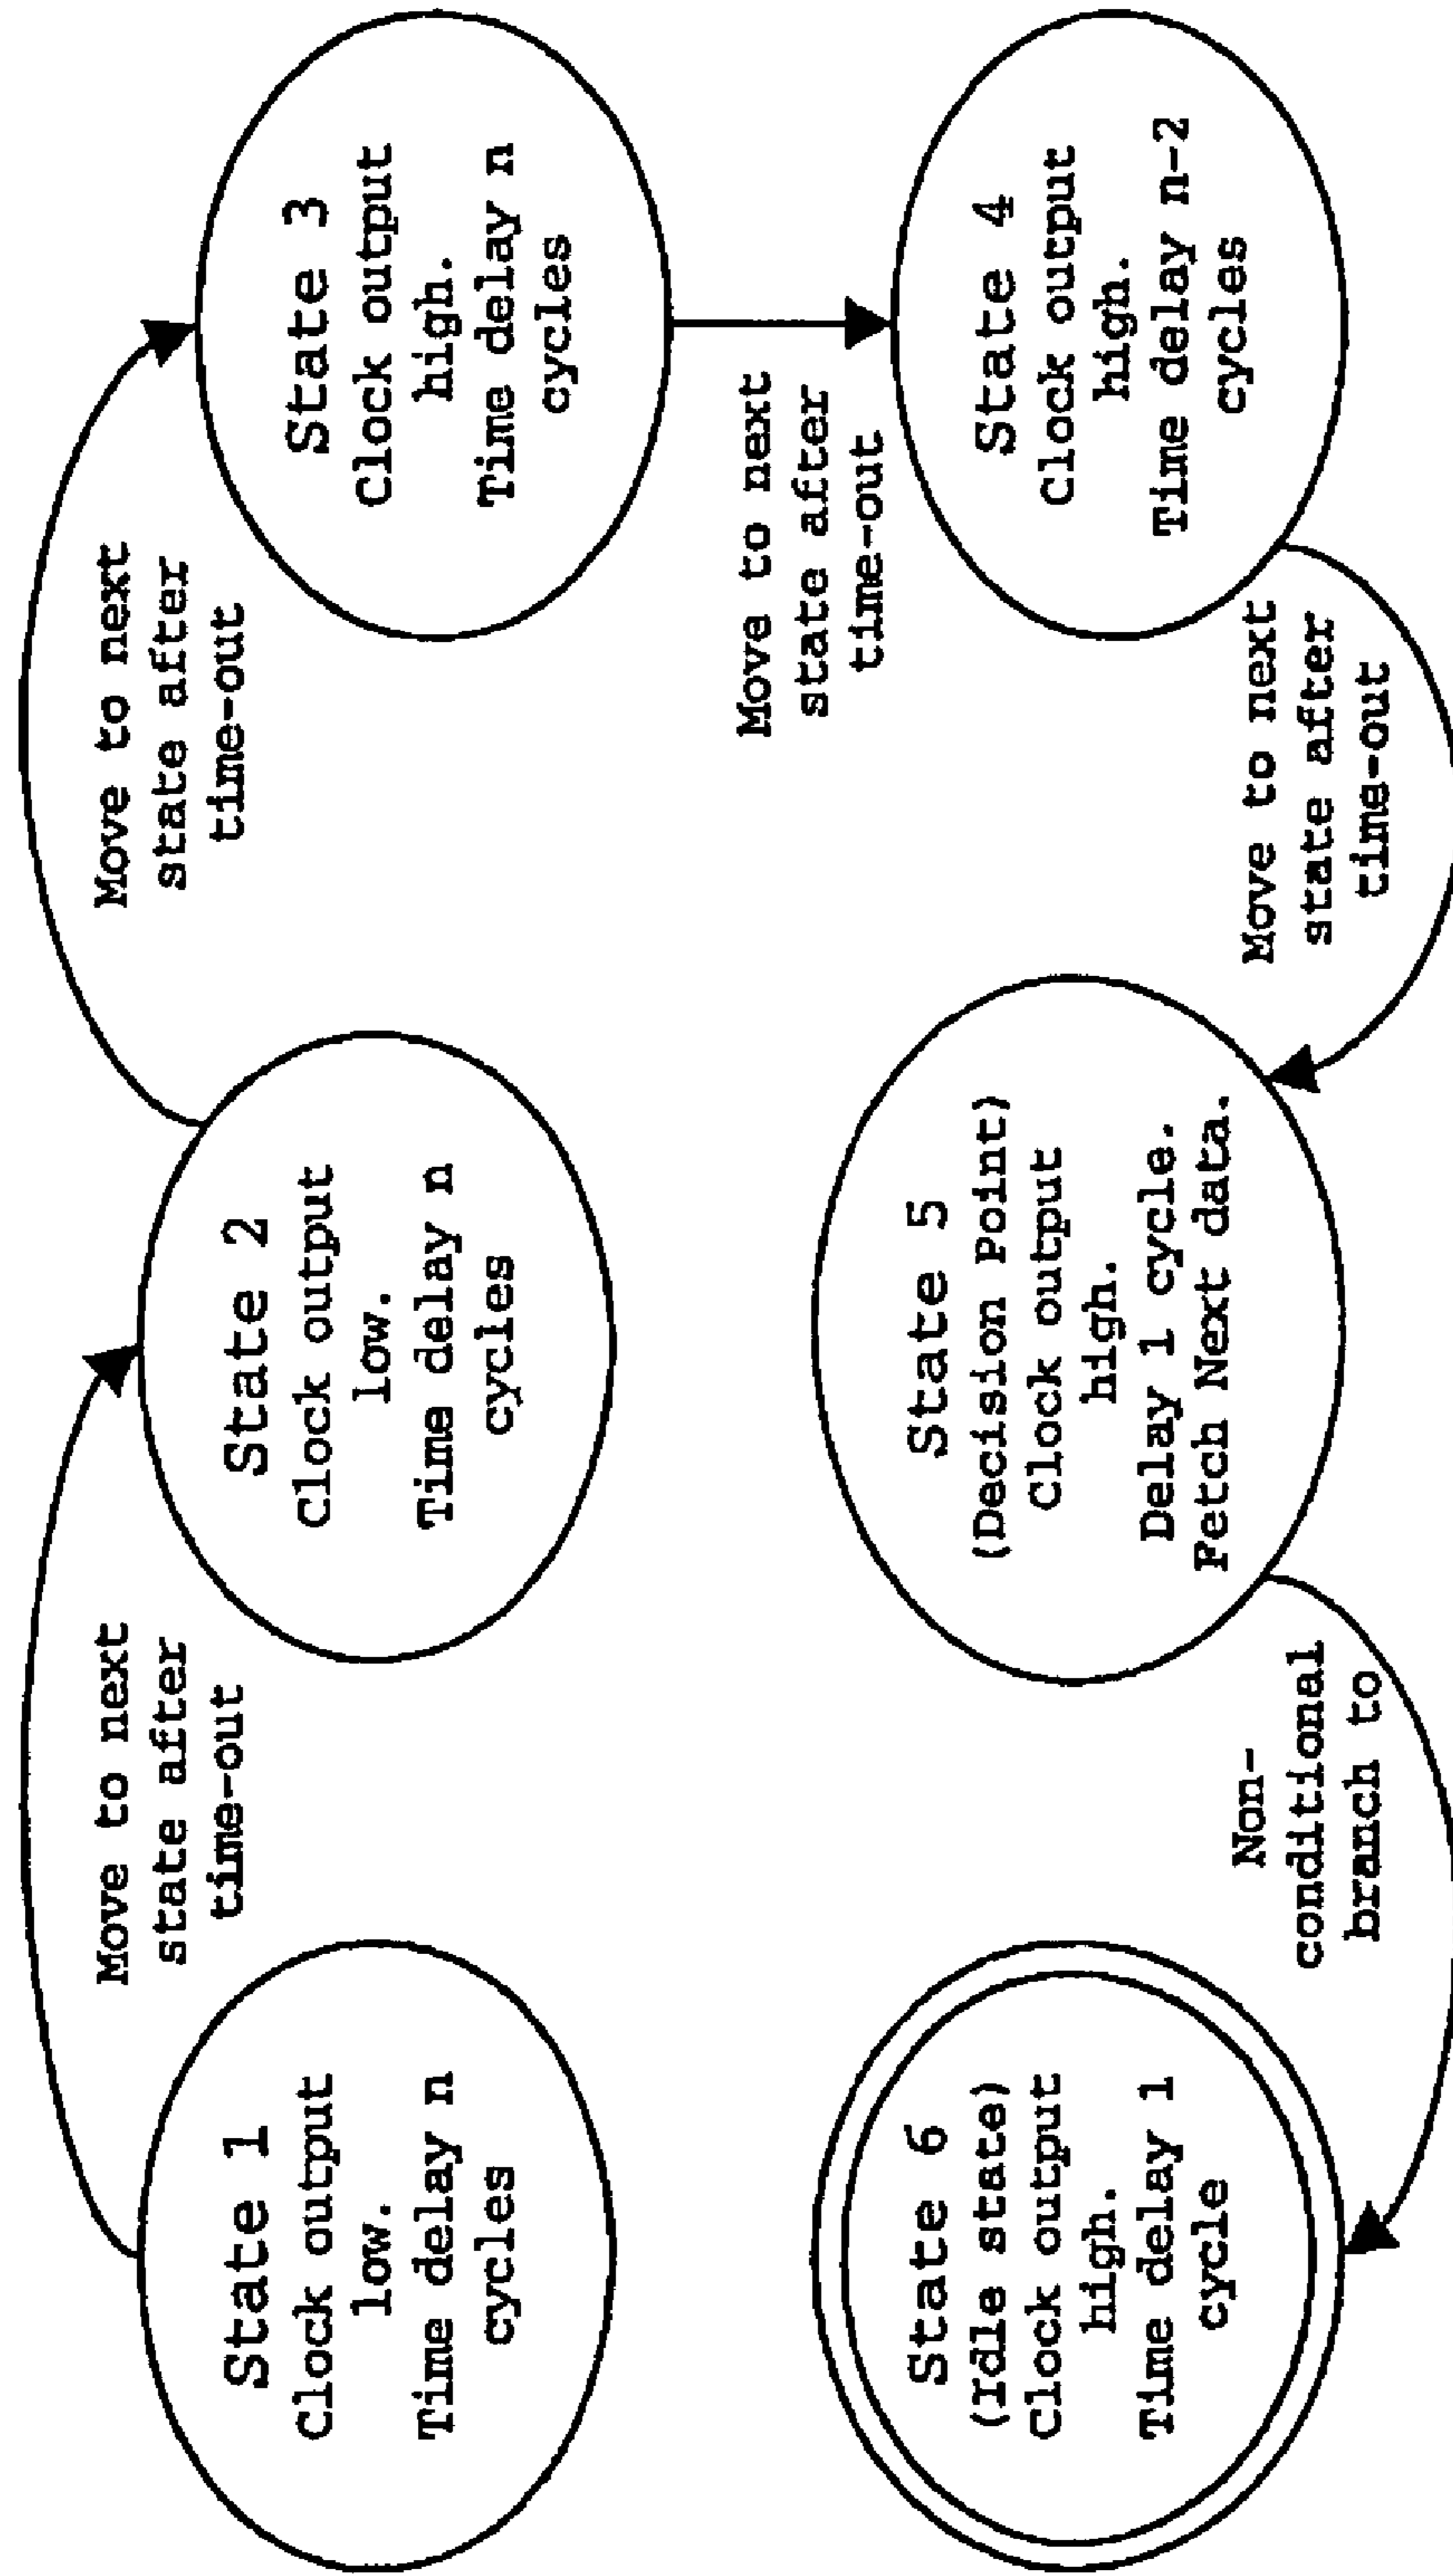 State 1
Clock output
low.
Time delay n
cycles
Move to next
state after
time-out
State 2
Clock output
low.
Time delay n
cycles
Move to next
state after
time-out
State 3
Clock output
high.
Time delay n
cycles
Move to next
state after
time-out
State 4
Clock output
high.
Time delay n-2
cycles
Move to next
state after
time-out
State 5
(Decision Point)
Clock output
high.
Delay 1 cycle.
Fetch Next data.
Non-
conditional
branch to
State 6
(Idle state)
Clock output
high.
Time delay 1
cycle